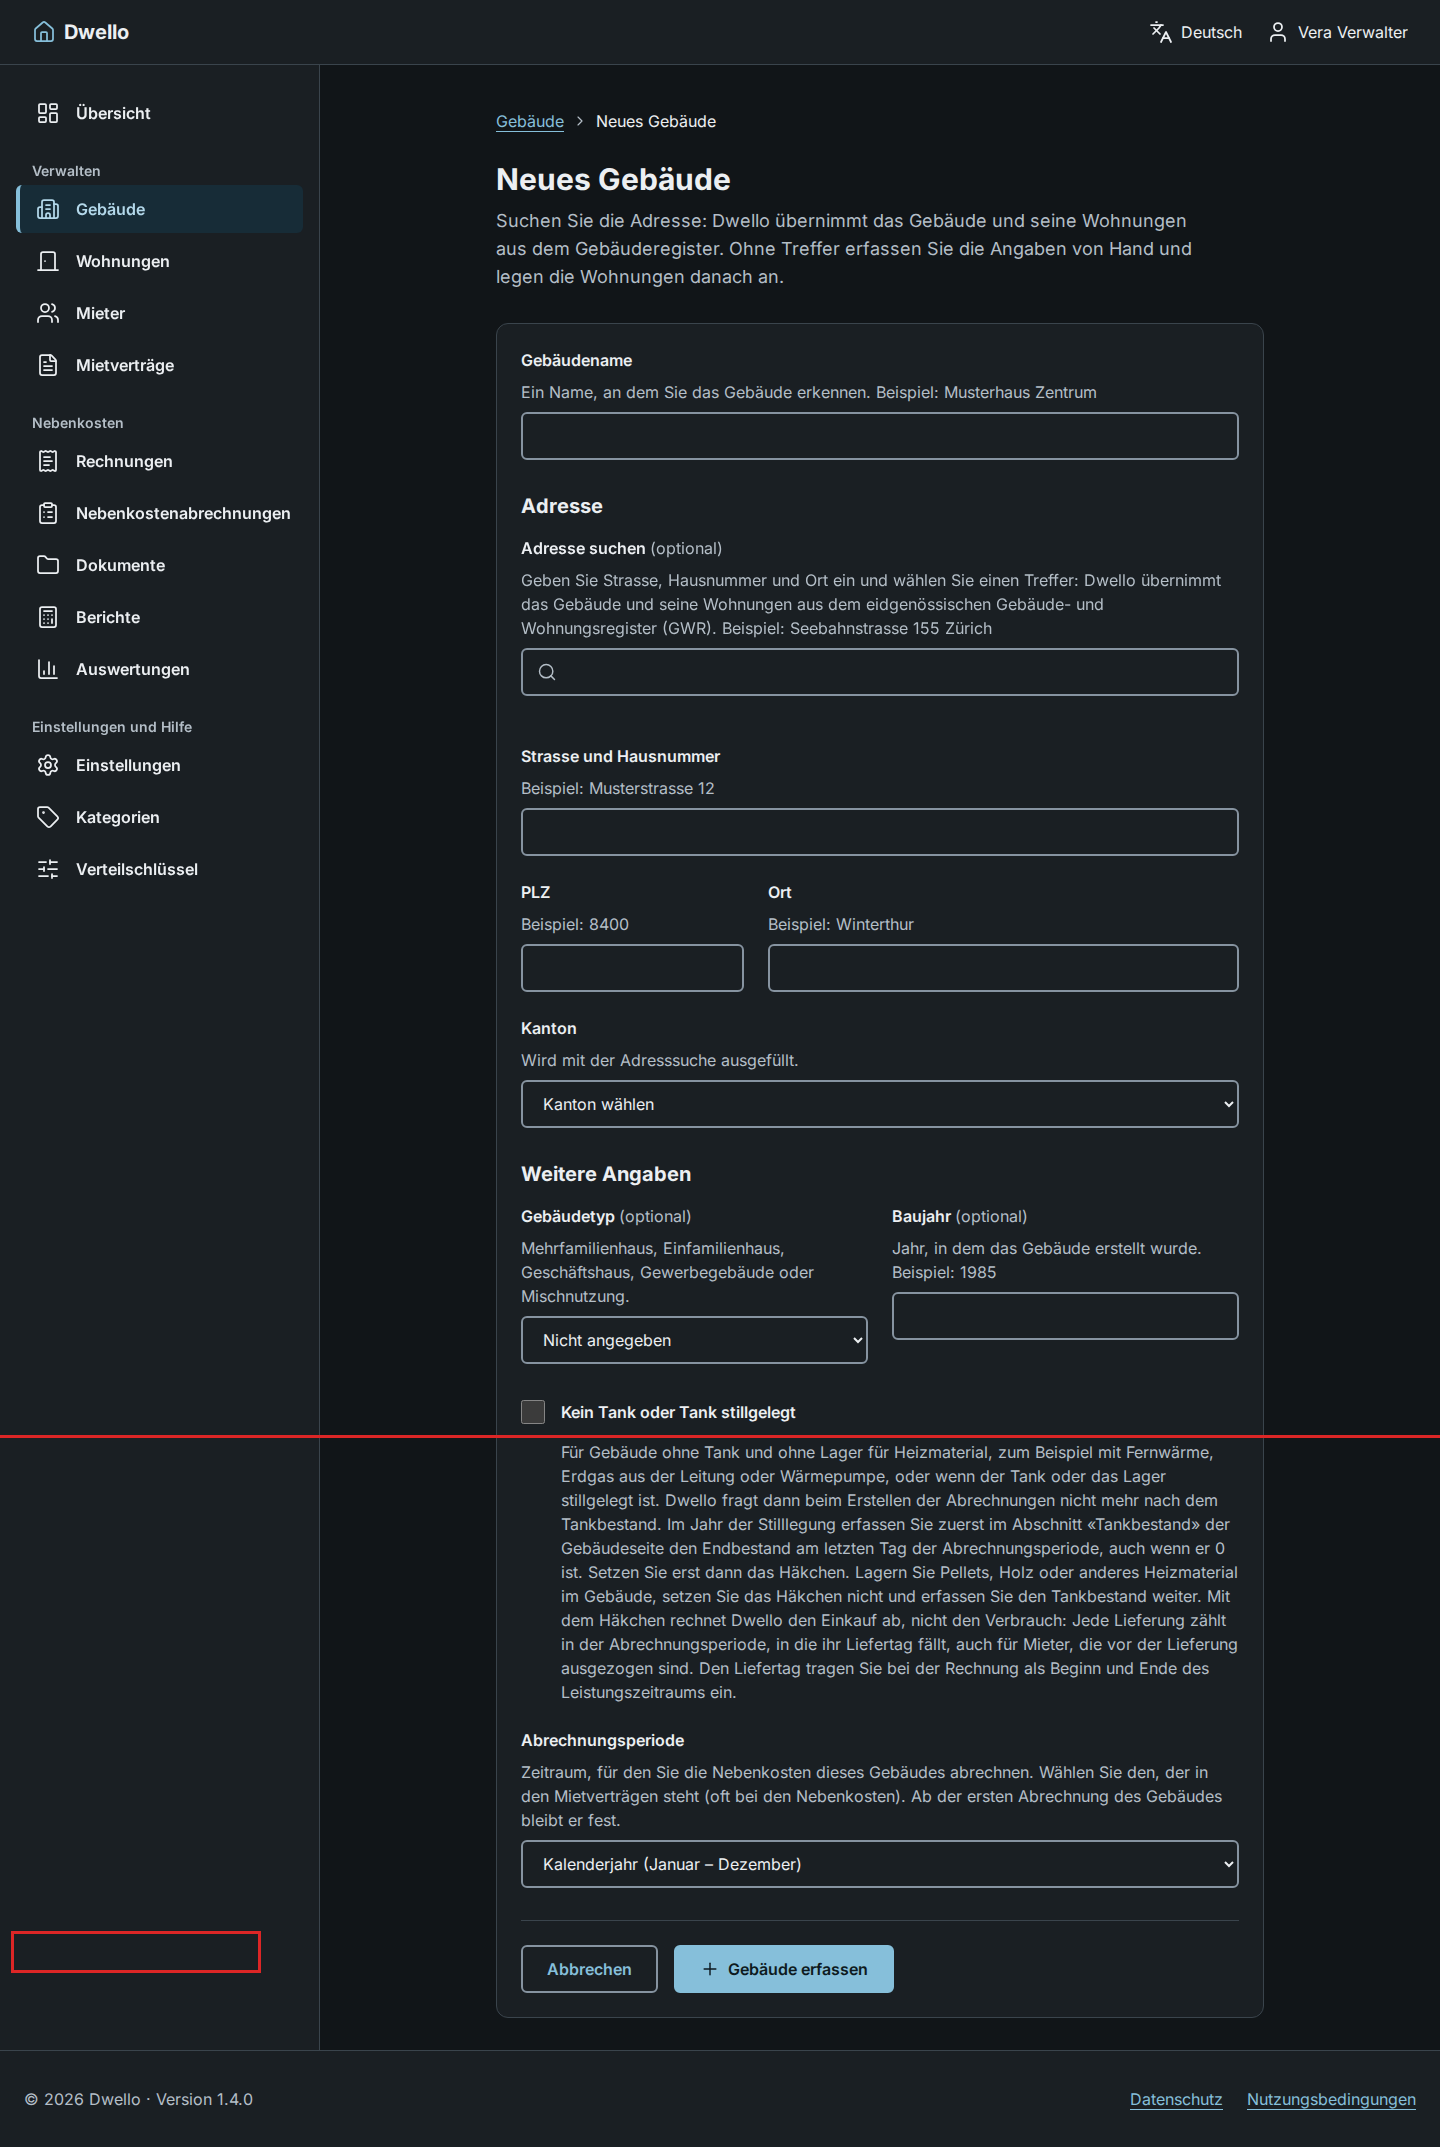 Dwello
Deutsch
Vera Verwalter
Übersicht
Verwalten
Gebäude
Wohnungen
Mieter
Mietverträge
Nebenkosten
Rechnungen
Nebenkostenabrechnungen
Dokumente
Berichte
Auswertungen
Einstellungen und Hilfe
Einstellungen
Kategorien
Verteilschlüssel
Gebäude > Neues Gebäude
Neues Gebäude
Suchen Sie die Adresse: Dwello übernimmt das Gebäude und seine Wohnungen
aus dem Gebäuderegister. Ohne Treffer erfassen Sie die Angaben von Hand und
legen die Wohnungen danach an.
Gebäudename
Ein Name, an dem Sie das Gebäude erkennen. Beispiel: Musterhaus Zentrum
Adresse
Adresse suchen (optional)
Geben Sie Strasse, Hausnummer und Ort ein und wählen Sie einen Treffer: Dwello übernimmt
das Gebäude und seine Wohnungen aus dem eidgenössischen Gebäude- und
Wohnungsregister (GWR). Beispiel: Seebahnstrasse 155 Zürich
Strasse und Hausnummer
Beispiel: Musterstrasse 12
PLZ
Beispiel: 8400
Ort
Beispiel: Winterthur
Kanton
Wird mit der Adresssuche ausgefüllt.
Kanton wählen
Weitere Angaben
Gebäudetyp (optional)
Mehrfamilienhaus, Einfamilienhaus,
Geschäftshaus, Gewerbegebäude oder
Mischnutzung.
Nicht angegeben
Baujahr (optional)
Jahr, in dem das Gebäude erstellt wurde.
Beispiel: 1985
Kein Tank oder Tank stillgelegt
Für Gebäude ohne Tank und ohne Lager für Heizmaterial, zum Beispiel mit Fernwärme,
Erdgas aus der Leitung oder Wärmepumpe, oder wenn der Tank oder das Lager
stillgelegt ist. Dwello fragt dann beim Erstellen der Abrechnungen nicht mehr nach dem
Tankbestand. Im Jahr der Stilllegung erfassen Sie zuerst im Abschnitt «Tankbestand» der
Gebäudeseite den Endbestand am letzten Tag der Abrechnungsperiode, auch wenn er 0
ist. Setzen Sie erst dann das Häkchen. Lagern Sie Pellets, Holz oder anderes Heizmaterial
im Gebäude, setzen Sie das Häkchen nicht und erfassen Sie den Tankbestand weiter. Mit
dem Häkchen rechnet Dwello den Einkauf ab, nicht den Verbrauch: Jede Lieferung zählt
in der Abrechnungsperiode, in die ihr Liefertag fällt, auch für Mieter, die vor der Lieferung
ausgezogen sind. Den Liefertag tragen Sie bei der Rechnung als Beginn und Ende des
Leistungszeitraums ein.
Abrechnungsperiode
Zeitraum, für den Sie die Nebenkosten dieses Gebäudes abrechnen. Wählen Sie den, der in
den Mietverträgen steht (oft bei den Nebenkosten). Ab der ersten Abrechnung des Gebäudes
bleibt er fest.
Kalenderjahr (Januar – Dezember)
Abbrechen
Gebäude erfassen
© 2026 Dwello · Version 1.4.0
Datenschutz
Nutzungsbedingungen